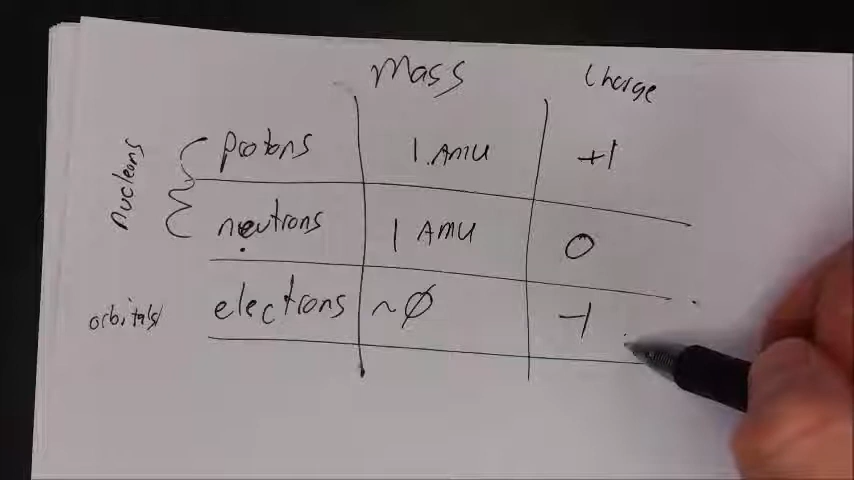 Mass Charge
nucleons protons 1 AMU +1
neutrons 1 AMU 0
orbitals electrons ~Ø -1